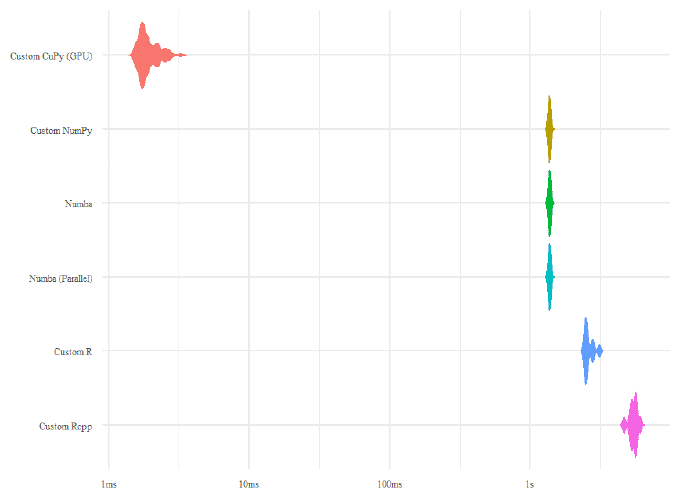 Custom CuPy (GPU)
Custom NumPy
Numba
Numba (Parallel)
Custom R
Custom Rcpp
1ms
10ms
100ms
1s